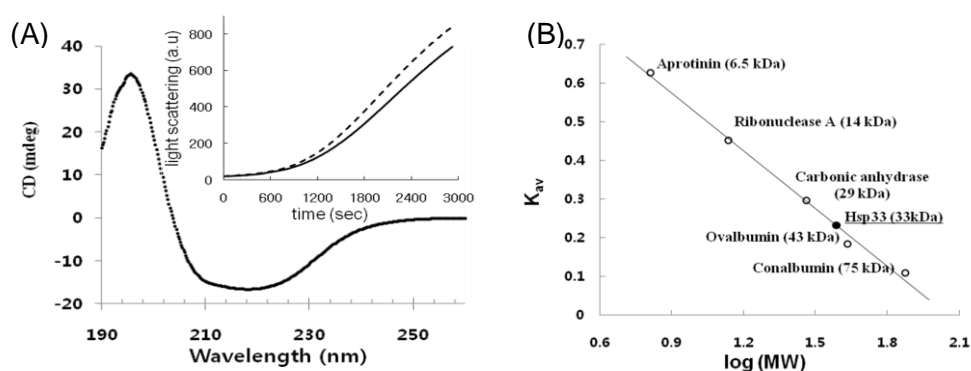 (A)
40
30
20
10
0
-10
-20
CD (mdeg)
190
210
230
250
Wavelength (nm)
800
600
400
200
0
light scattering (a.u)
0
600
1200
1800
2400
3000
time (sec)
(B)
0.7
0.6
0.5
0.4
0.3
0.2
0.1
0
Kav
Aprotinin (6.5 kDa)
Ribonuclease A (14 kDa)
Carbonic anhydrase
(29 kDa)
Hsp33 (33kDa)
Ovalbumin (43 kDa)
Conalbumin (75 kDa)
0.6
0.9
1.2
1.5
1.8
2.1
log (MW)